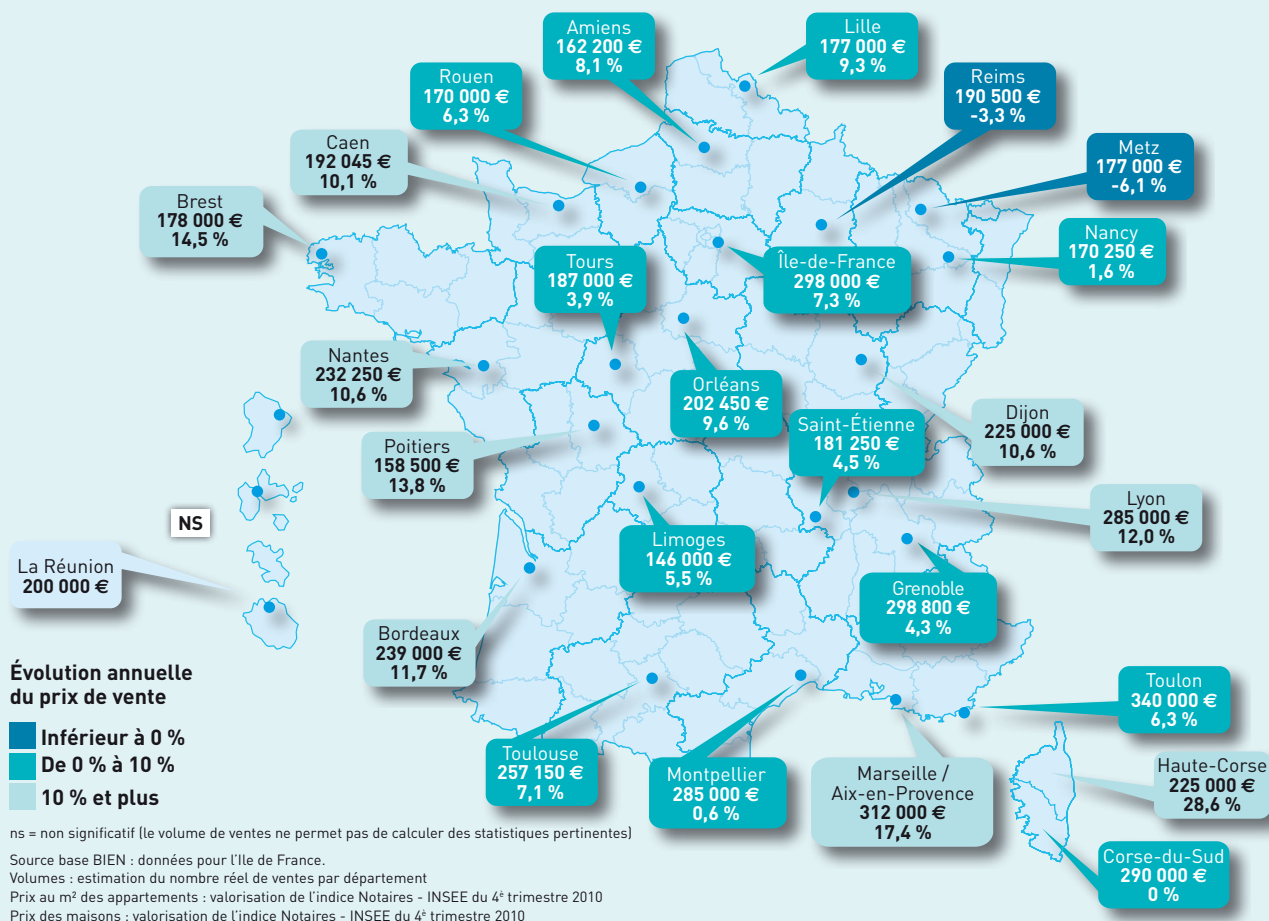 Amiens
162 200 €
8,1 %
Lille
177 000 €
9,3 %
Rouen
170 000 €
6,3 %
Reims
190 500 €
-3,3 %
Caen
192 045 €
10,1 %
Metz
177 000 €
-6,1 %
Brest
178 000 €
14,5 %
Nancy
170 250 €
1,6 %
Tours
187 000 €
3,9 %
Île-de-France
298 000 €
7,3 %
Nantes
232 250 €
10,6 %
Orléans
202 450 €
9,6 %
Dijon
225 000 €
10,6 %
Saint-Étienne
181 250 €
4,5 %
Poitiers
158 500 €
13,8 %
Lyon
285 000 €
12,0 %
NS
La Réunion
200 000 €
Limoges
146 000 €
5,5 %
Grenoble
298 800 €
4,3 %
Bordeaux
239 000 €
11,7 %
Toulon
340 000 €
6,3 %
Toulouse
257 150 €
7,1 %
Montpellier
285 000 €
0,6 %
Marseille /
Aix-en-Provence
312 000 €
17,4 %
Haute-Corse
225 000 €
28,6 %
Corse-du-Sud
290 000 €
0 %
Évolution annuelle
du prix de vente
Inférieur à 0 %
De 0 % à 10 %
10 % et plus
ns = non significatif (le volume de ventes ne permet pas de calculer des statistiques pertinentes)
Source base BIEN : données pour l'Ile de France.
Volumes : estimation du nombre réel de ventes par département
Prix au m² des appartements : valorisation de l'indice Notaires - INSEE du 4è trimestre 2010
Prix des maisons : valorisation de l'indice Notaires - INSEE du 4è trimestre 2010